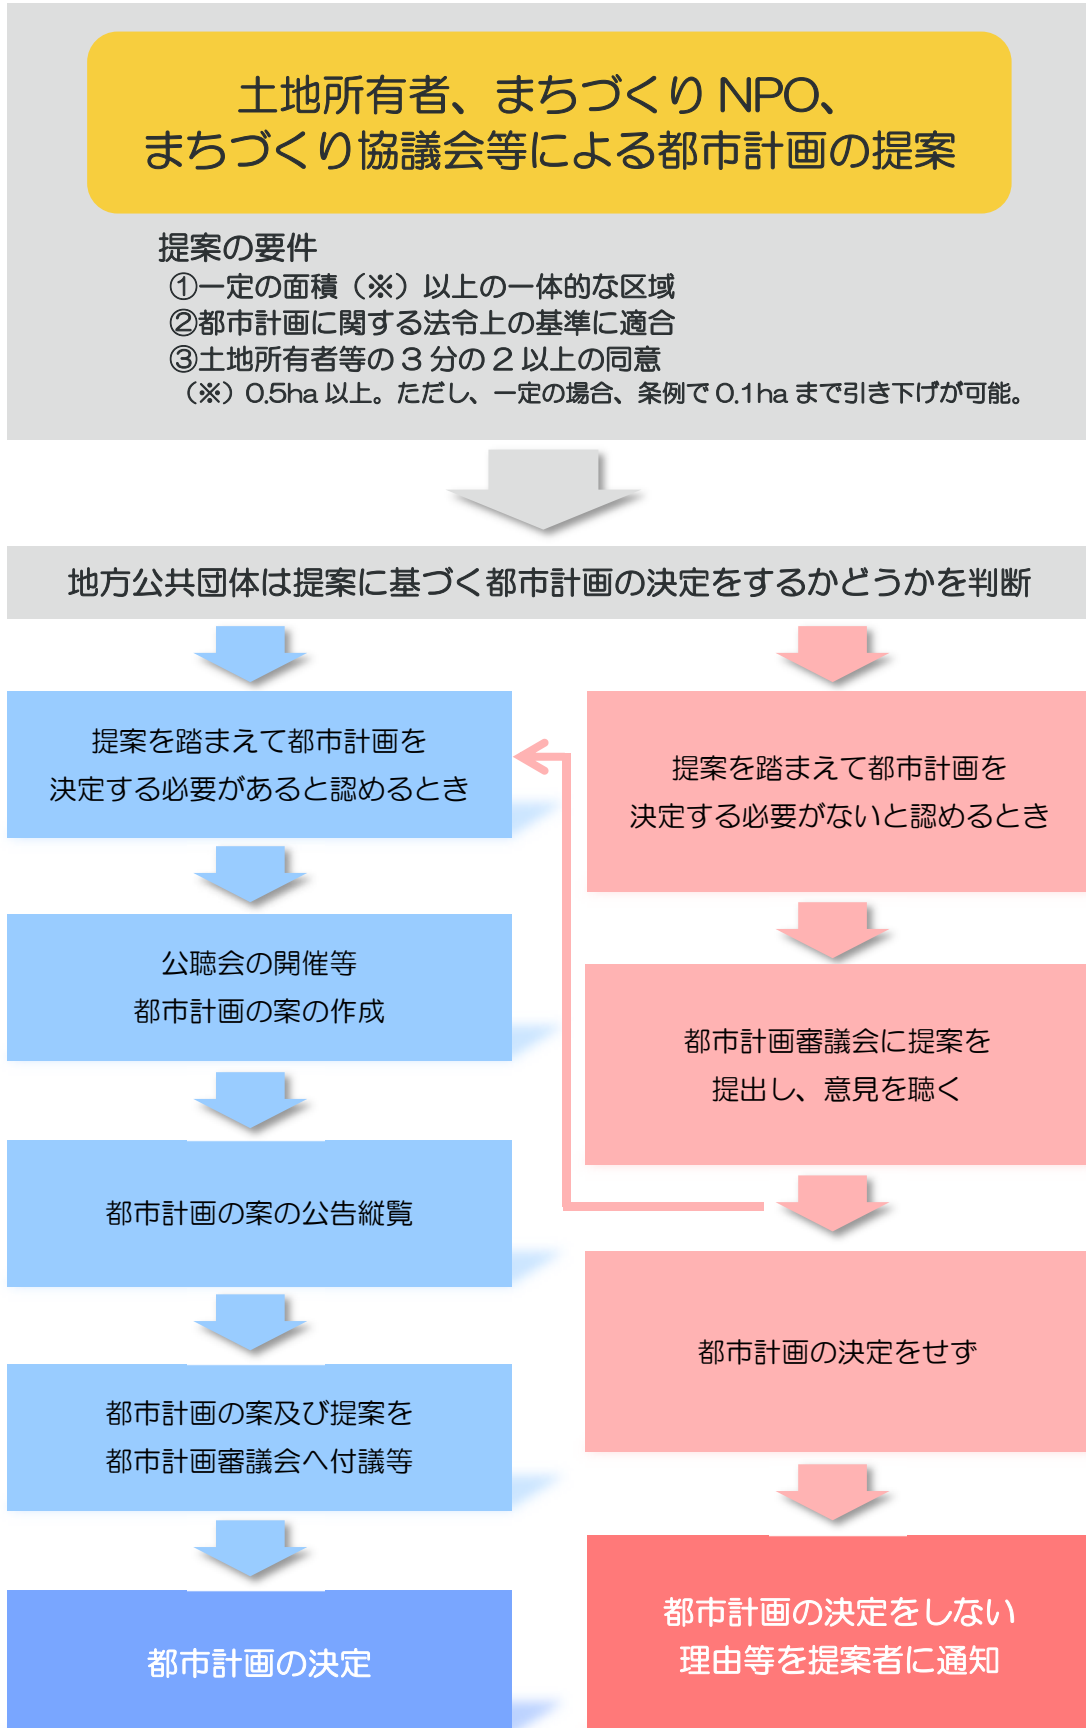 土地所有者、まちづくりNPO、
まちづくり協議会等による都市計画の提案
提案の要件
①一定の面積（※）以上の一体的な区域
②都市計画に関する法令上の基準に適合
③土地所有者等の3分の2以上の同意
（※）0.5ha以上。ただし、一定の場合、条例で0.1haまで引き下げが可能。
地方公共団体は提案に基づく都市計画の決定をするかどうかを判断
提案を踏まえて都市計画を
決定する必要があると認めるとき
公聴会の開催等
都市計画の案の作成
都市計画の案の公告縦覧
都市計画の案及び提案を
都市計画審議会へ付議等
都市計画の決定
提案を踏まえて都市計画を
決定する必要がないと認めるとき
都市計画審議会に提案を
提出し、意見を聴く
都市計画の決定をせず
都市計画の決定をしない
理由等を提案者に通知